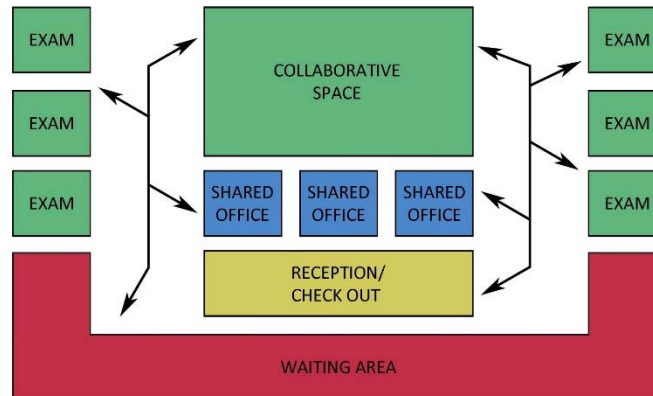 EXAM
COLLABORATIVE
SPACE
EXAM
EXAM
EXAM
EXAM
SHARED
OFFICE
SHARED
OFFICE
SHARED
OFFICE
EXAM
RECEPTION/
CHECK OUT
WAITING AREA